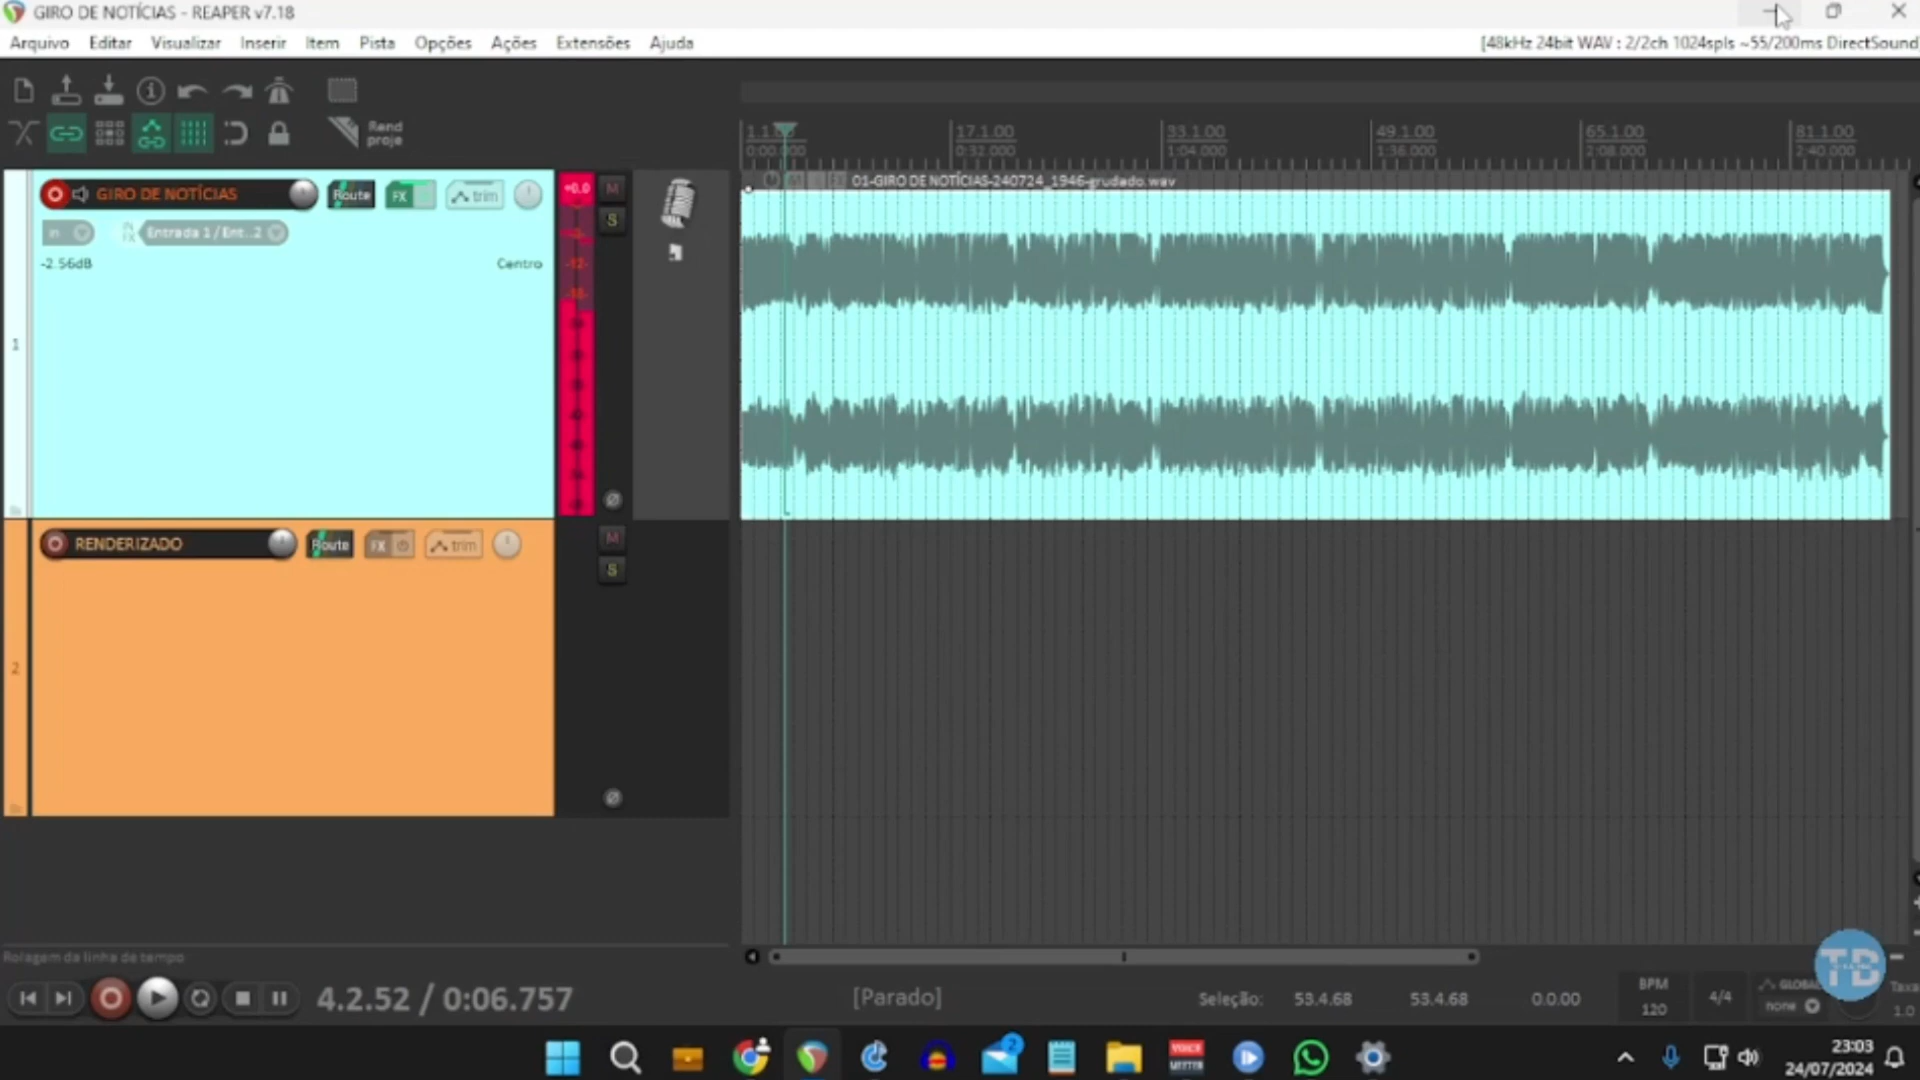 GIRO DE NOTÍCIAS - REAPER v7.18
Arquivo Editar Visualizar Inserir Item Pista Opções Ações Extensões Ajuda
[48kHz 24bit WAV : 2/2ch 1024spls ~55/200ms DirectSound
Rend
proje
17.1.00 33.1.00 49.1.00 65.1.00 81.1.00
0:32.000 1:04.000 1:36.000 2:08.000 2:40.000
01-GIRO DE NOTÍCIAS-240724_1946-grudado.wav
GIRO DE NOTÍCIAS Route FX trim
+0.0 M
S
in Entrada 1 / Ent..2
-2.56dB Centro
-12-
1
RENDERIZADO Route FX trim
M
S
2
Rolagem da linha de tempo
4.2.52 / 0:06.757 [Parado] Seleção: 53.4.68 53.4.68 0.0.00
BPM
120
4/4
GLOBAL
none
Taxa
1.0
TB
2
VOICE
MEETER
23:03
24/07/2024